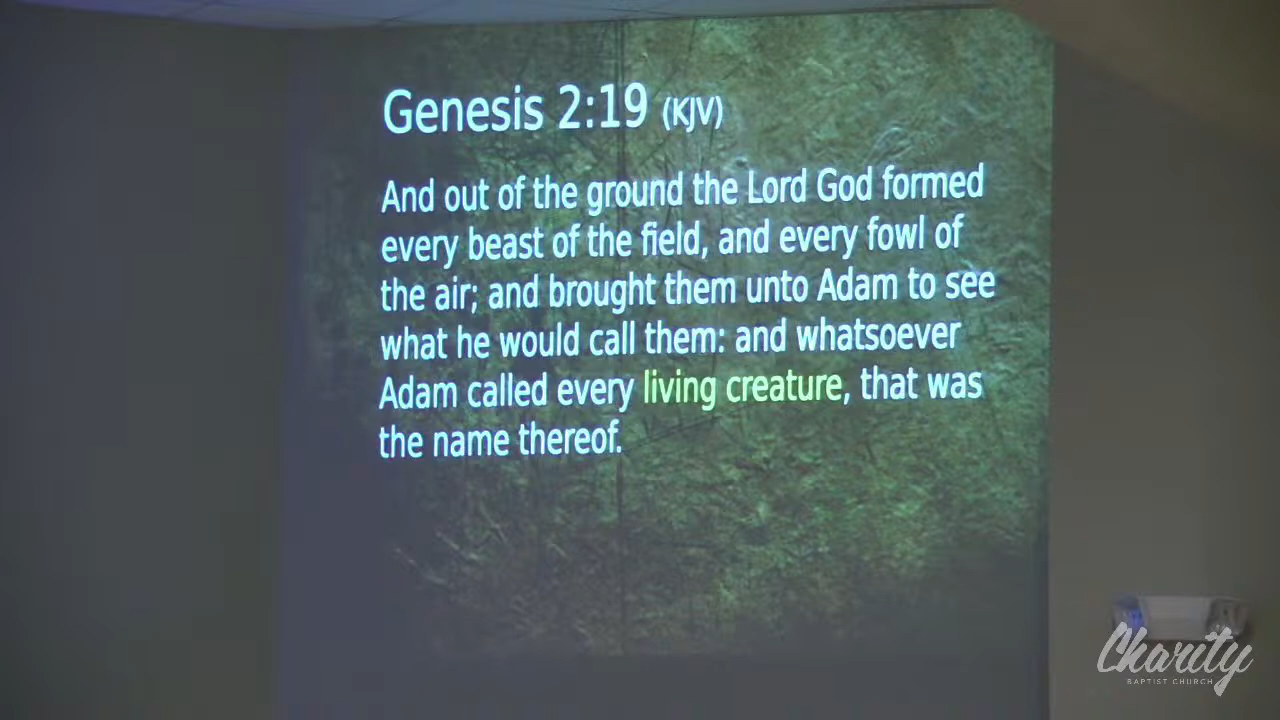 Genesis 2:19 (KJV)
And out of the ground the Lord God formed
every beast of the field, and every fowl of
the air; and brought them unto Adam to see
what he would call them: and whatsoever
Adam called every living creature, that was
the name thereof.
Charity
BAPTIST CHURCH